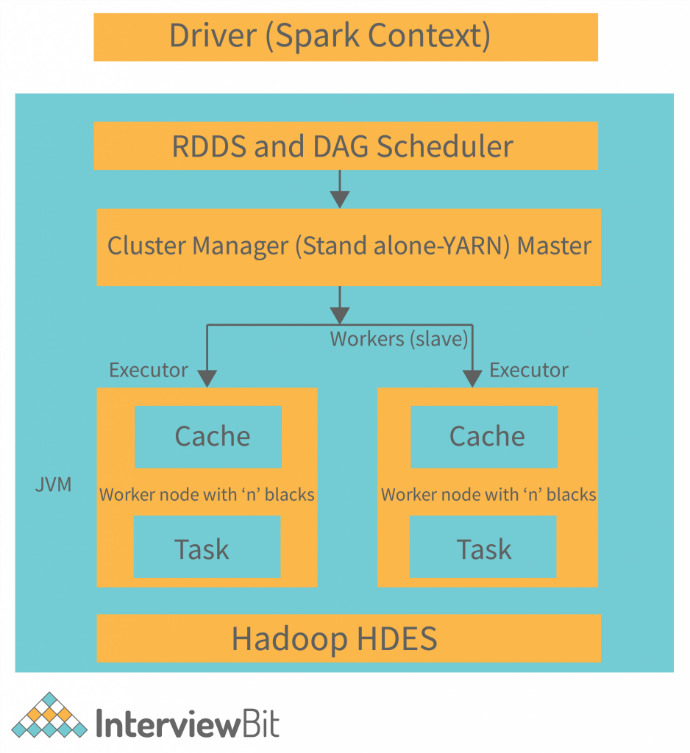 Driver (Spark Context)
RDDS and DAG Scheduler
Cluster Manager (Stand alone-YARN) Master
Workers (slave)
Executor
Executor
Cache
Cache
JVM
Worker node with ‘n’ blacks
Worker node with ‘n’ blacks
Task
Task
Hadoop HDES
InterviewBit